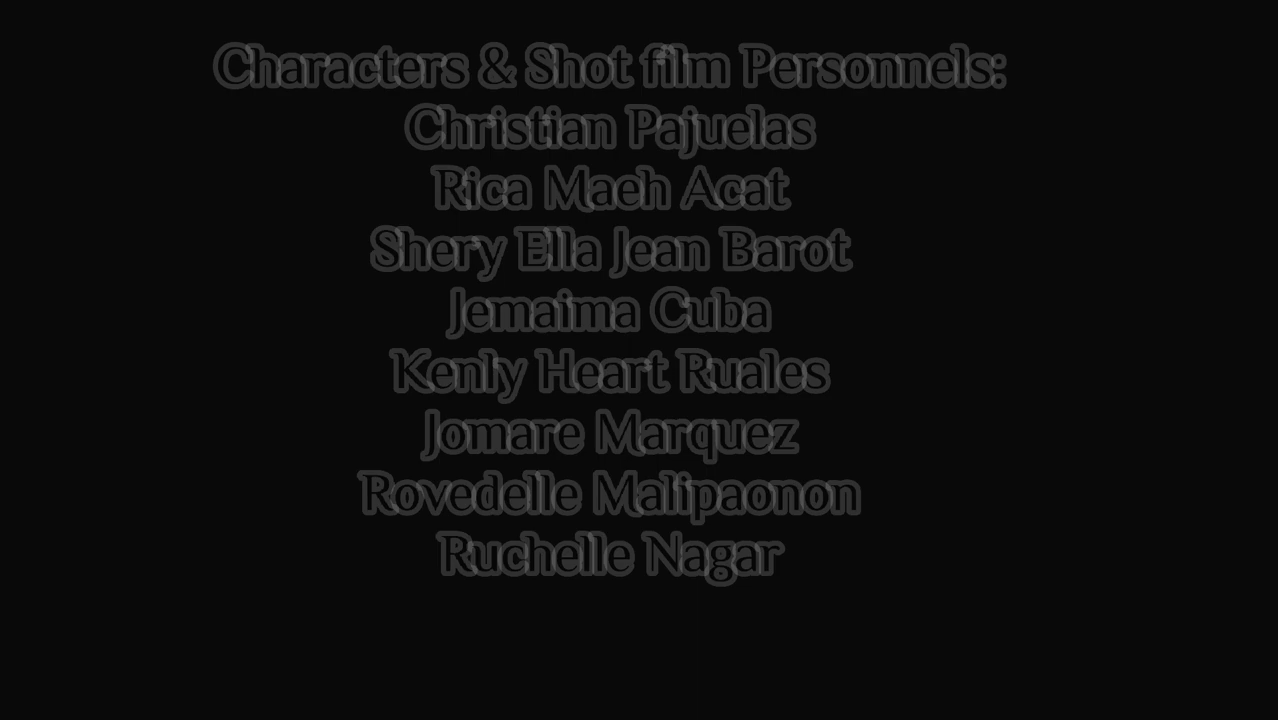 Characters & Shot film Personnels:
Christian Pajuelas
Rica Maeh Acat
Shery Ella Jean Barot
Jemaima Cuba
Kenly Heart Ruales
Jomare Marquez
Rovedelle Malipaonon
Ruchelle Nagar